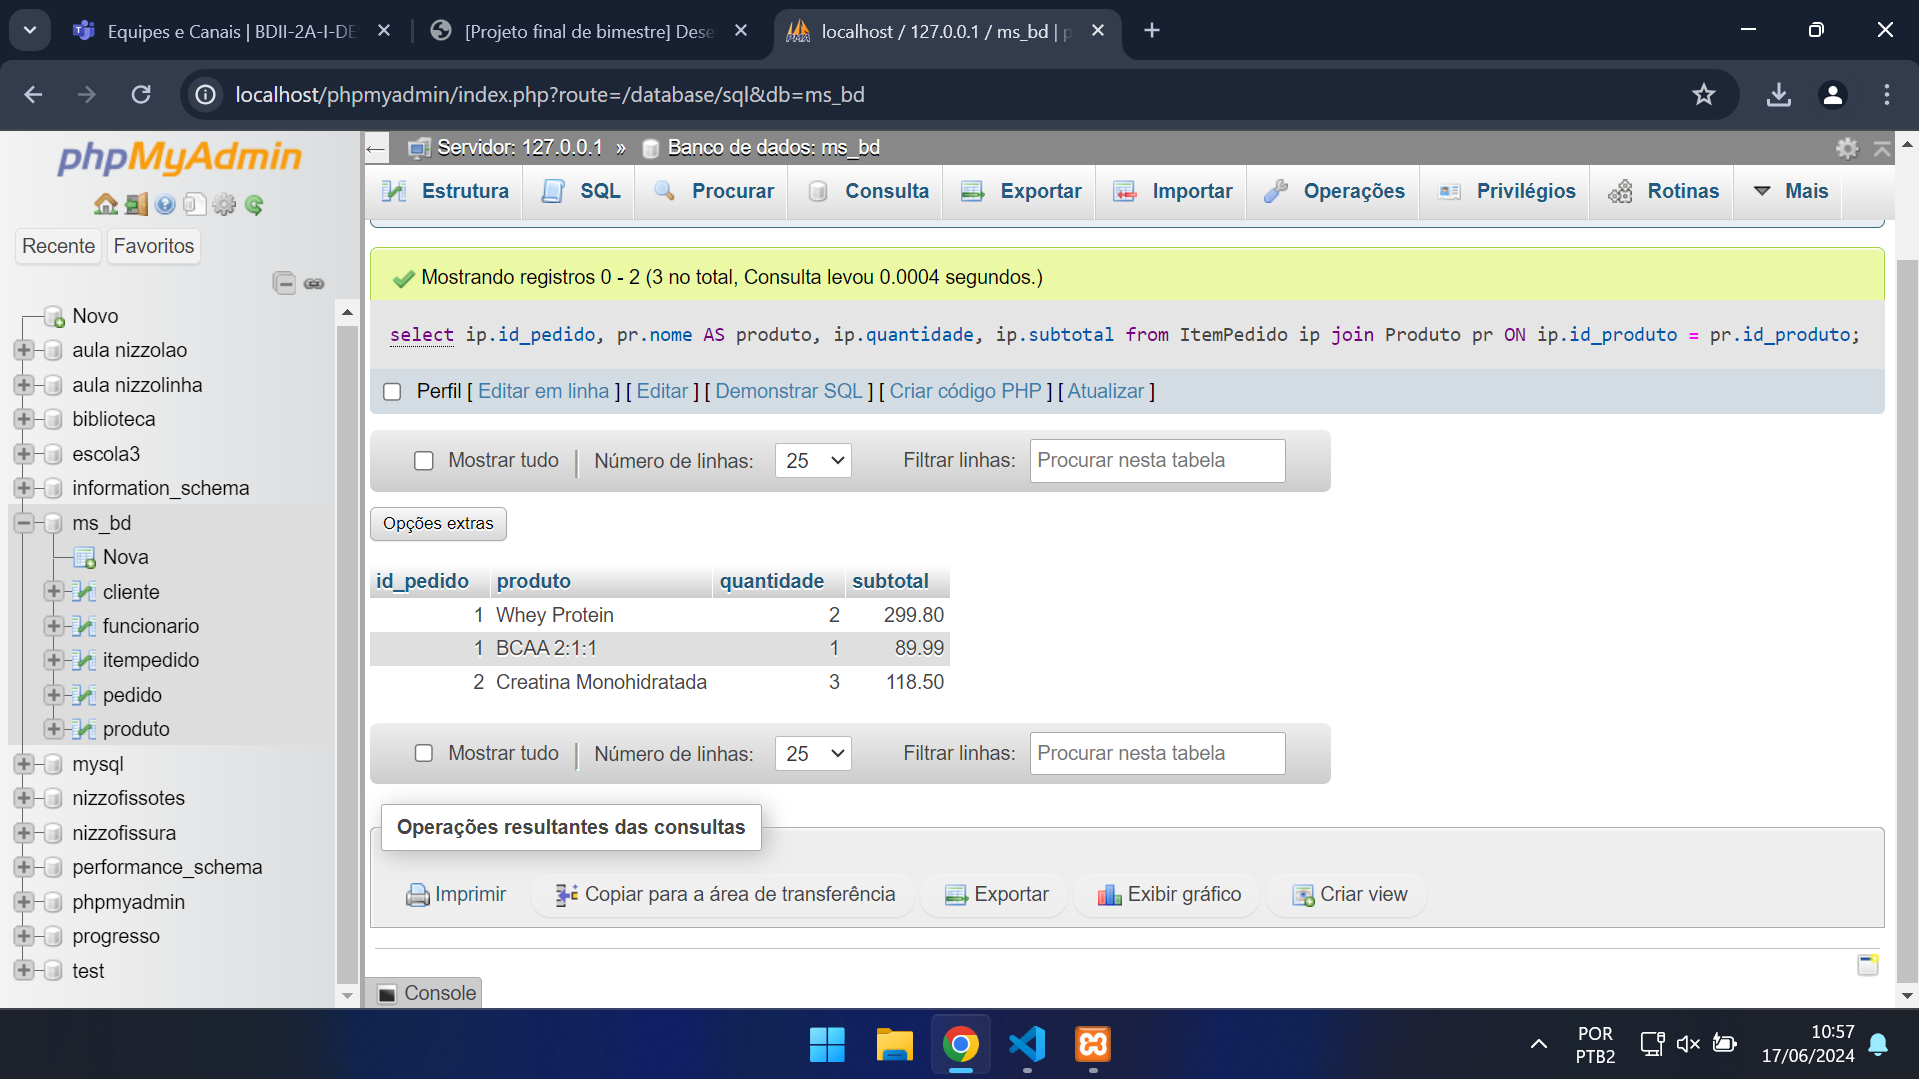 Equipes e Canais | BDII-2A-I-DE
[Projeto final de bimestre] Dese
localhost / 127.0.0.1 / ms_bd | p
localhost/phpmyadmin/index.php?route=/database/sql&db=ms_bd
phpMyAdmin
Recente
Favoritos
Novo
aula nizzolao
aula nizzolinha
biblioteca
escola3
information_schema
ms_bd
Nova
cliente
funcionario
itempedido
pedido
produto
mysql
nizzofissotes
nizzofissura
performance_schema
phpmyadmin
progresso
test
Servidor: 127.0.0.1 » Banco de dados: ms_bd
Estrutura SQL Procurar Consulta Exportar Importar Operações Privilégios Rotinas Mais
Mostrando registros 0 - 2 (3 no total, Consulta levou 0.0004 segundos.)
select ip.id_pedido, pr.nome AS produto, ip.quantidade, ip.subtotal from ItemPedido ip join Produto pr ON ip.id_produto = pr.id_produto;
Perfil [ Editar em linha ] [ Editar ] [ Demonstrar SQL ] [ Criar código PHP ] [ Atualizar ]
Mostrar tudo | Número de linhas: 25 Filtrar linhas: Procurar nesta tabela
Opções extras
id_pedido produto quantidade subtotal
1 Whey Protein 2 299.80
1 BCAA 2:1:1 1 89.99
2 Creatina Monohidratada 3 118.50
Mostrar tudo | Número de linhas: 25 Filtrar linhas: Procurar nesta tabela
Operações resultantes das consultas
Imprimir Copiar para a área de transferência Exportar Exibir gráfico Criar view
Console
POR
PTB2
10:57
17/06/2024